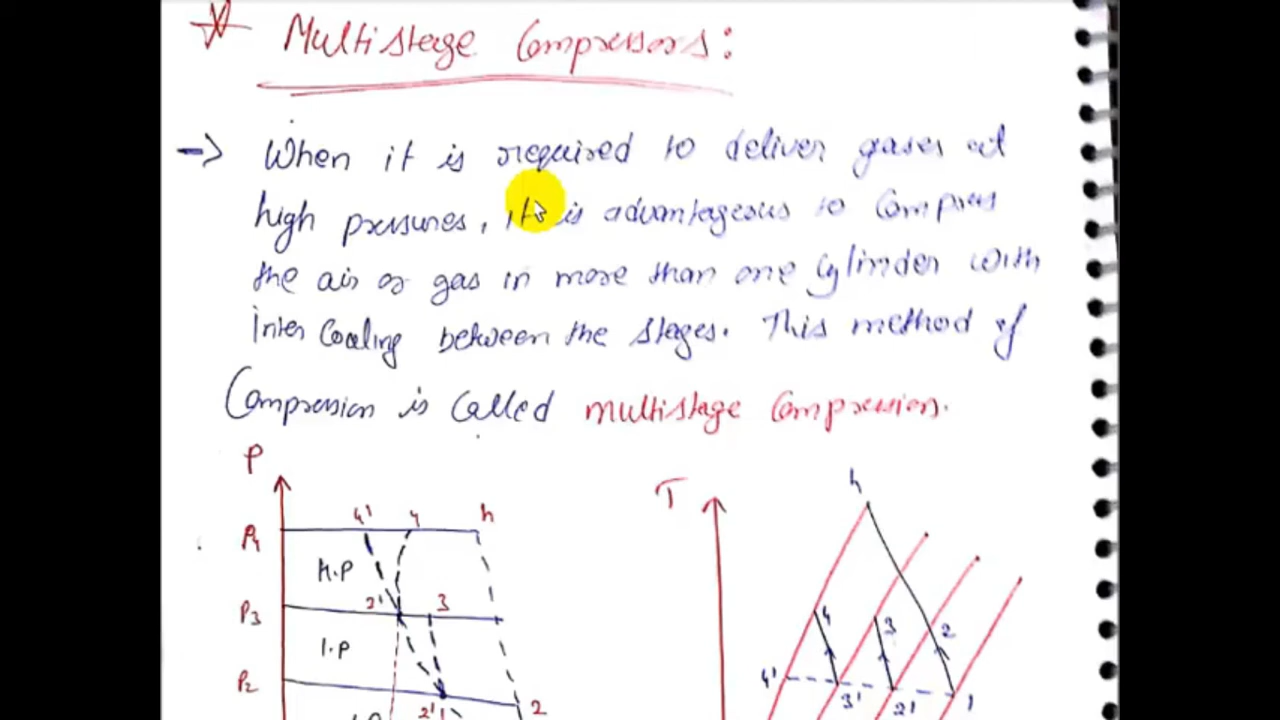 Multistage Compressors:
→ When it is required to deliver gases at
high pressures, it is advantageous to Compress
the air or gas in more than one Cylinder with
Inter Cooling between the stages. This method of
Compression is called multistage Compression.
P
T
h
4' 4 h
P4
H.P
2' 3
P3
4 3 2
I.P
4'
P2
3' 2' 1
2' 2